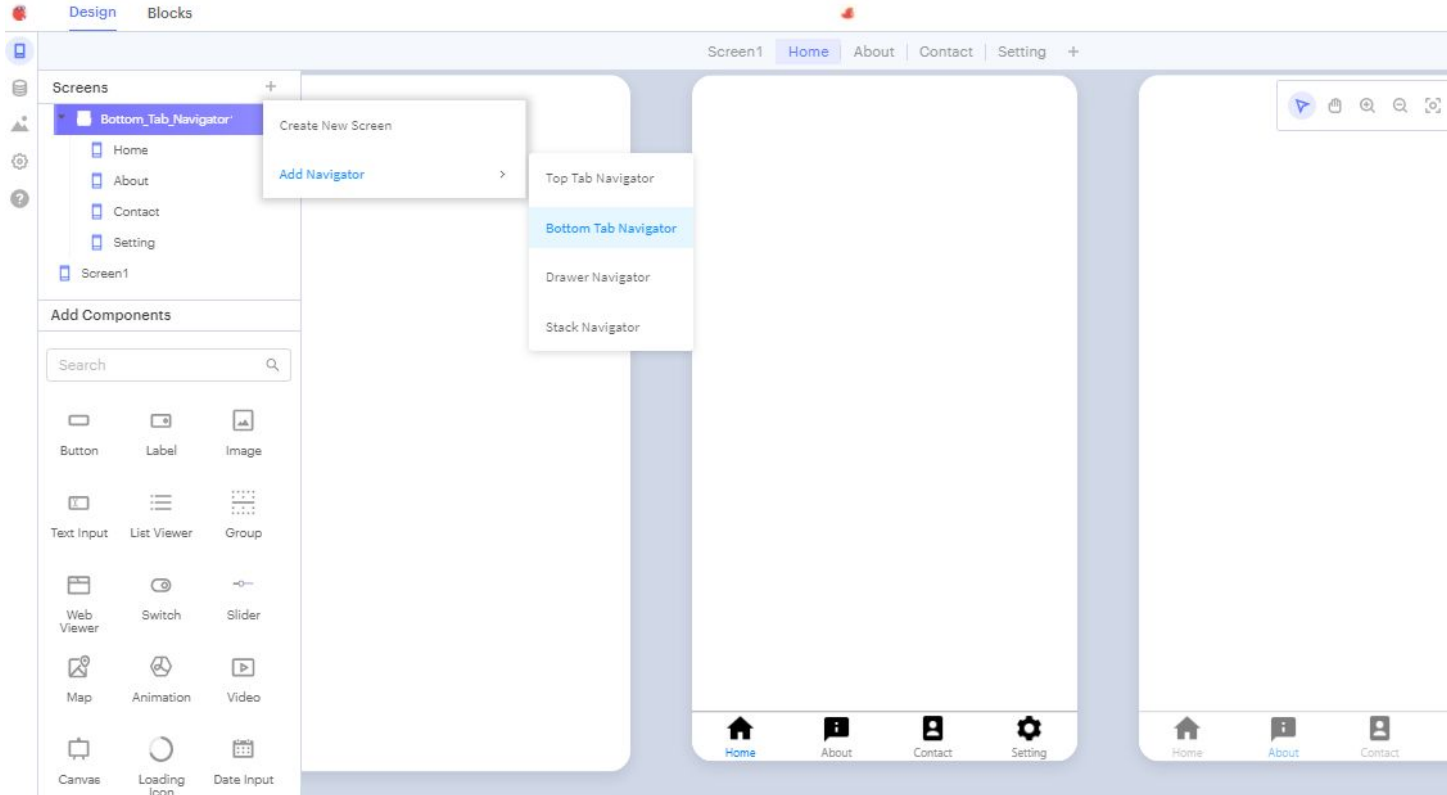 Design Blocks
Screen1 Home About Contact Setting +
Screens +
Bottom_Tab_Navigator
Home
About
Contact
Setting
Screen1
Create New Screen
Add Navigator >
Top Tab Navigator
Bottom Tab Navigator
Drawer Navigator
Stack Navigator
Add Components
Search
Button Label Image
Text Input List Viewer Group
Web Viewer Switch Slider
Map Animation Video
Canvas Loading Icon Date Input
Home About Contact Setting
Home About Contact